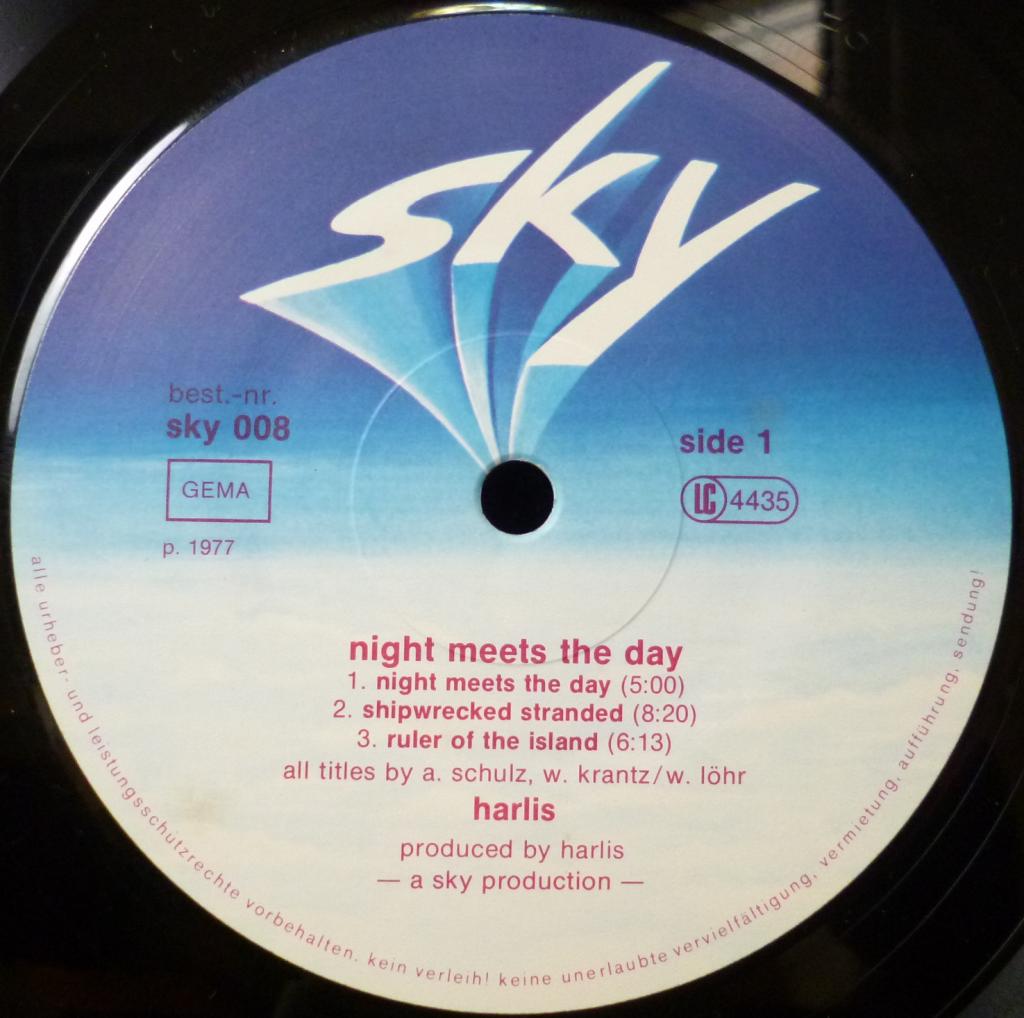 sky
best.-nr.
sky 008
GEMA
p. 1977
side 1
LC 4435
night meets the day
1. night meets the day (5:00)
2. shipwrecked stranded (8:20)
3. ruler of the island (6:13)
all titles by a. schulz, w. krantz/w. löhr
harlis
produced by harlis
— a sky production —
alle urheber- und leistungsschutzrechte vorbehalten. kein verleih! keine unerlaubte vervielfältigung, vermietung, aufführung, sendung!